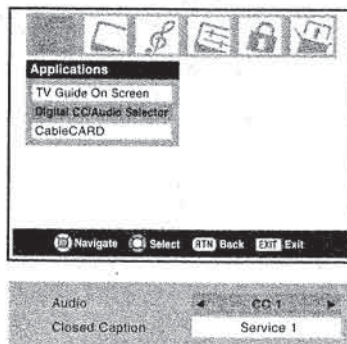 Applications
TV Guide On Screen
Digital CC/Audio Selector
CableCARD
Navigate Select RTN Back EXIT Exit
Audio CC 1
Closed Caption Service 1